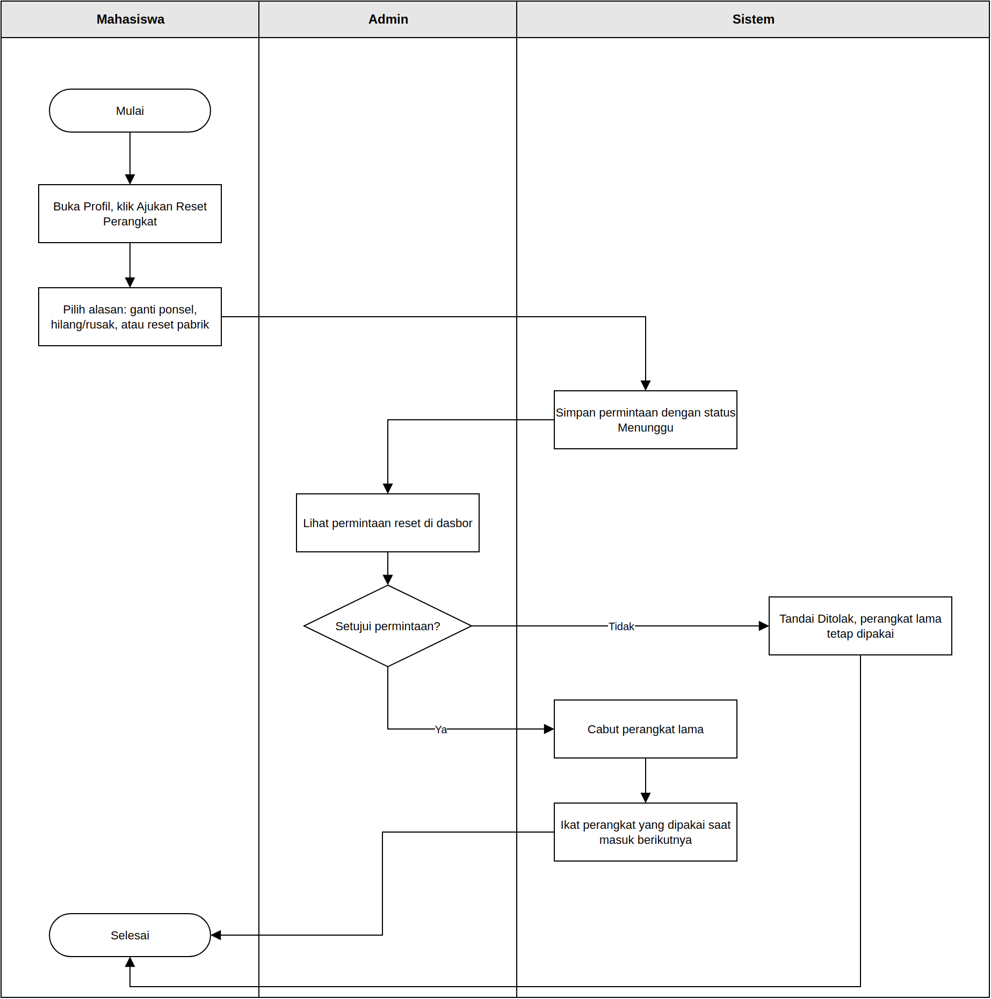 Mahasiswa
Admin
Sistem
Mulai
Buka Profil, klik Ajukan Reset
Perangkat
Pilih alasan: ganti ponsel,
hilang/rusak, atau reset pabrik
Simpan permintaan dengan status
Menunggu
Lihat permintaan reset di dasbor
Setujui permintaan?
Tidak
Tandai Ditolak, perangkat lama
tetap dipakai
Ya
Cabut perangkat lama
Ikat perangkat yang dipakai saat
masuk berikutnya
Selesai